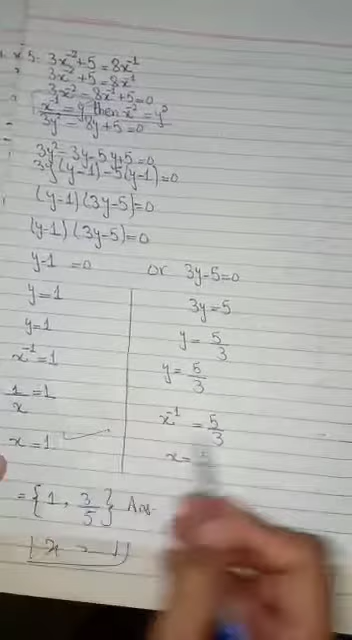 x 5. 3x⁻²+5=8x⁻¹
3x⁻²+5=8x⁻¹
3x⁻²-8x⁻¹+5=0
x⁻¹=y then x⁻²=y²
3y²-8y+5=0
3y²-3y-5y+5=0
3y(y-1)-5(y-1)=0
(y-1)(3y-5)=0
(y-1)(3y-5)=0
y-1=0 or 3y-5=0
y=1 3y=5
y=1 y=5/3
x⁻¹=1 y=5/3
1/x=1 x⁻¹=5/3
x=1 x=
={1, 3/5} Ans